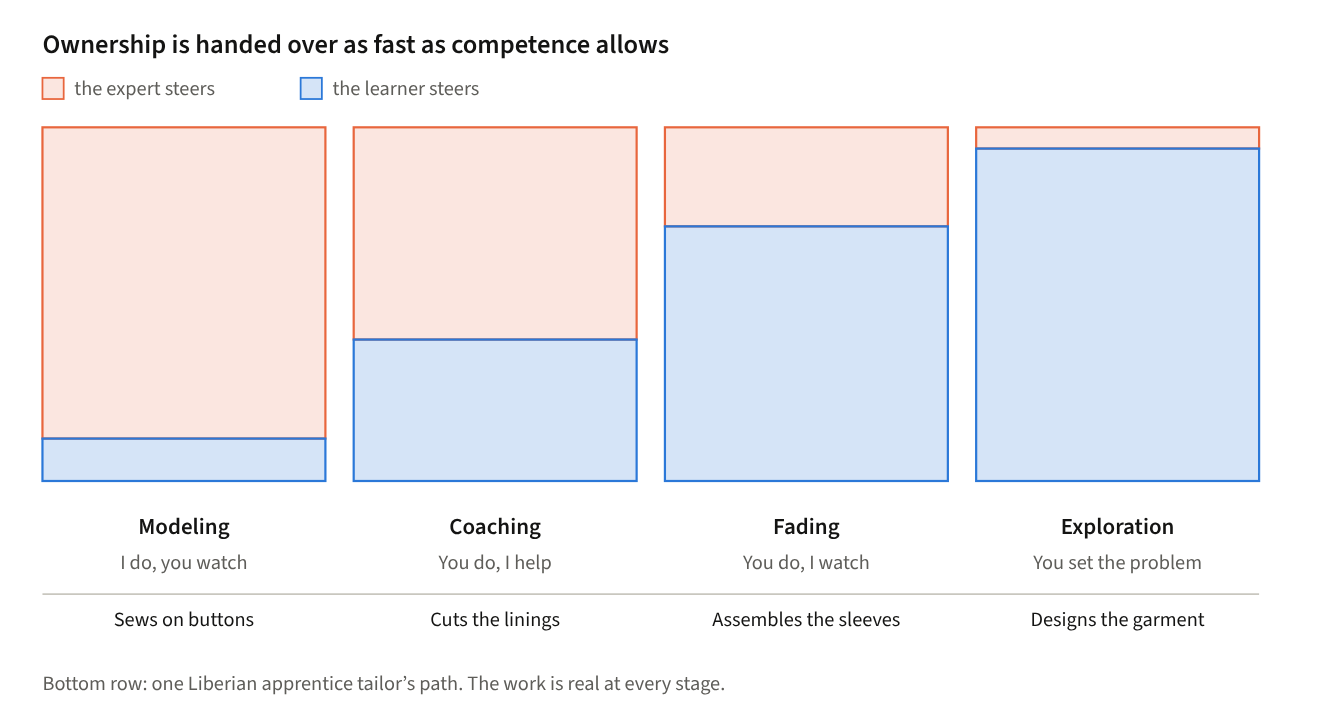 Ownership is handed over as fast as competence allows
the expert steers
the learner steers
Modeling
Coaching
Fading
Exploration
I do, you watch
You do, I help
You do, I watch
You set the problem
Sews on buttons
Cuts the linings
Assembles the sleeves
Designs the garment
Bottom row: one Liberian apprentice tailor’s path. The work is real at every stage.